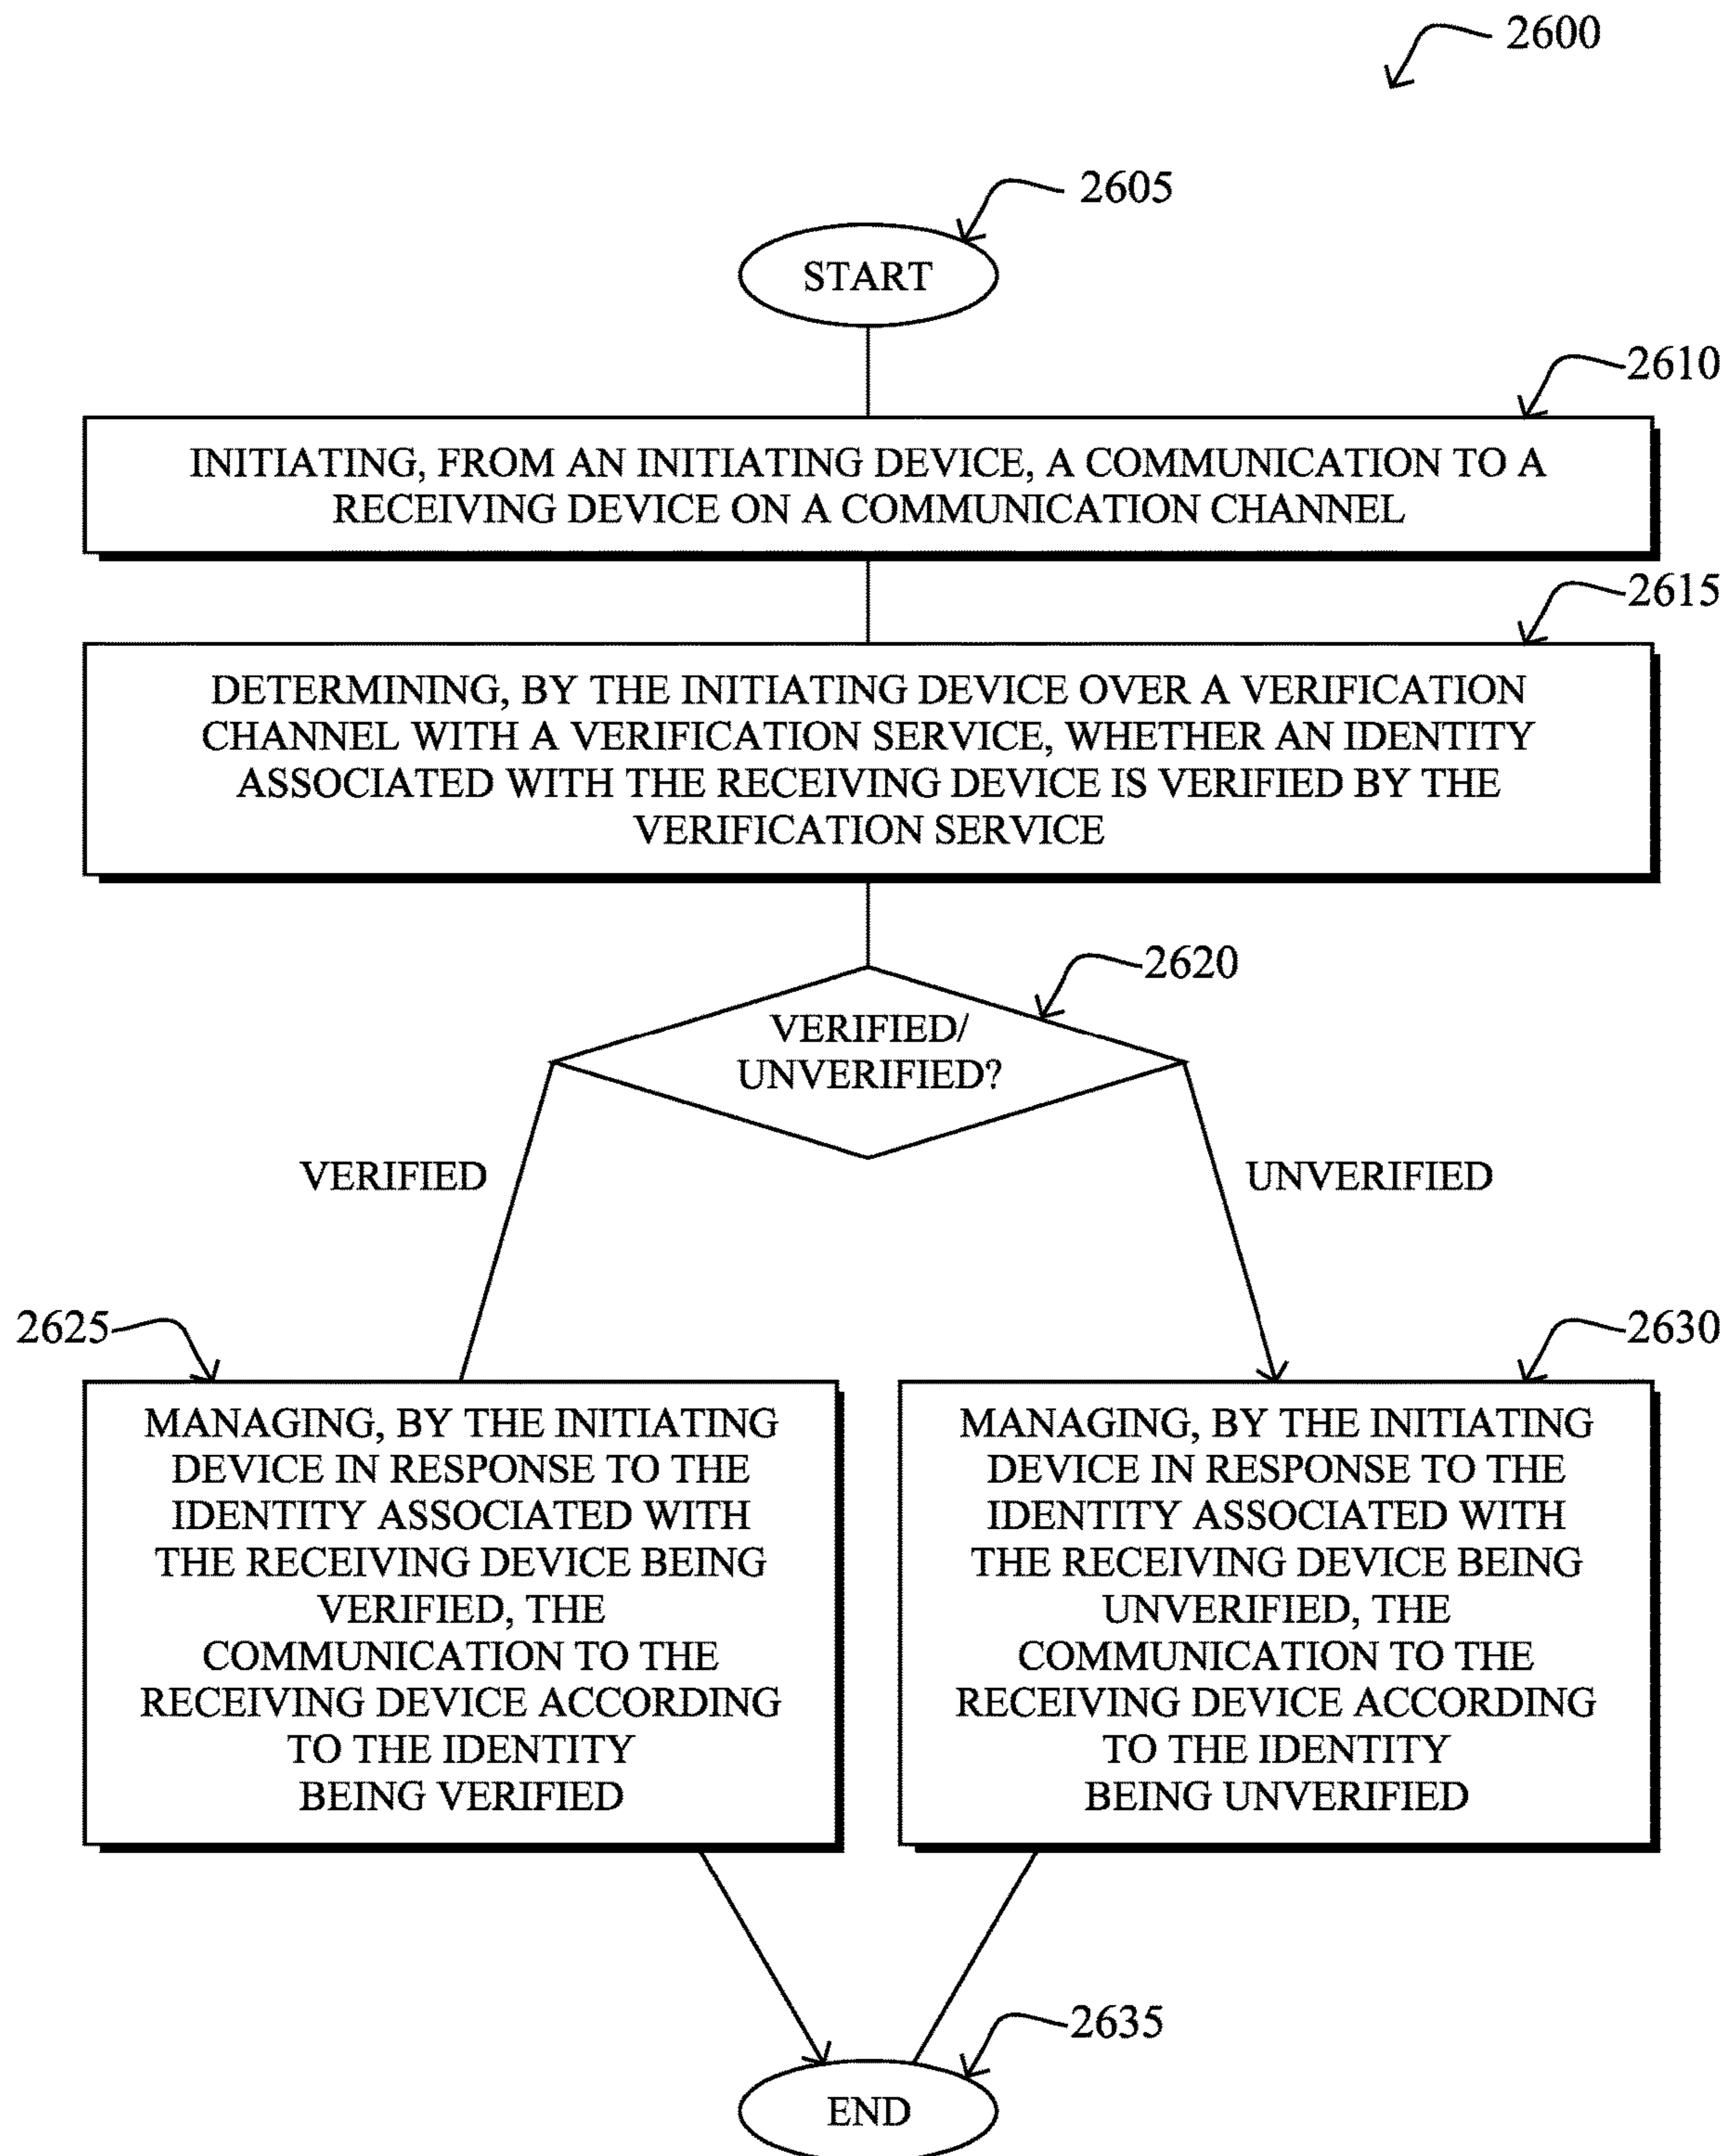 2600
2605
START
2610
INITIATING, FROM AN INITIATING DEVICE, A COMMUNICATION TO A
RECEIVING DEVICE ON A COMMUNICATION CHANNEL
2615
DETERMINING, BY THE INITIATING DEVICE OVER A VERIFICATION
CHANNEL WITH A VERIFICATION SERVICE, WHETHER AN IDENTITY
ASSOCIATED WITH THE RECEIVING DEVICE IS VERIFIED BY THE
VERIFICATION SERVICE
2620
VERIFIED/
UNVERIFIED?
VERIFIED
UNVERIFIED
2625
MANAGING, BY THE INITIATING
DEVICE IN RESPONSE TO THE
IDENTITY ASSOCIATED WITH
THE RECEIVING DEVICE BEING
VERIFIED, THE
COMMUNICATION TO THE
RECEIVING DEVICE ACCORDING
TO THE IDENTITY
BEING VERIFIED
2630
MANAGING, BY THE INITIATING
DEVICE IN RESPONSE TO THE
IDENTITY ASSOCIATED WITH
THE RECEIVING DEVICE BEING
UNVERIFIED, THE
COMMUNICATION TO THE
RECEIVING DEVICE ACCORDING
TO THE IDENTITY
BEING UNVERIFIED
2635
END